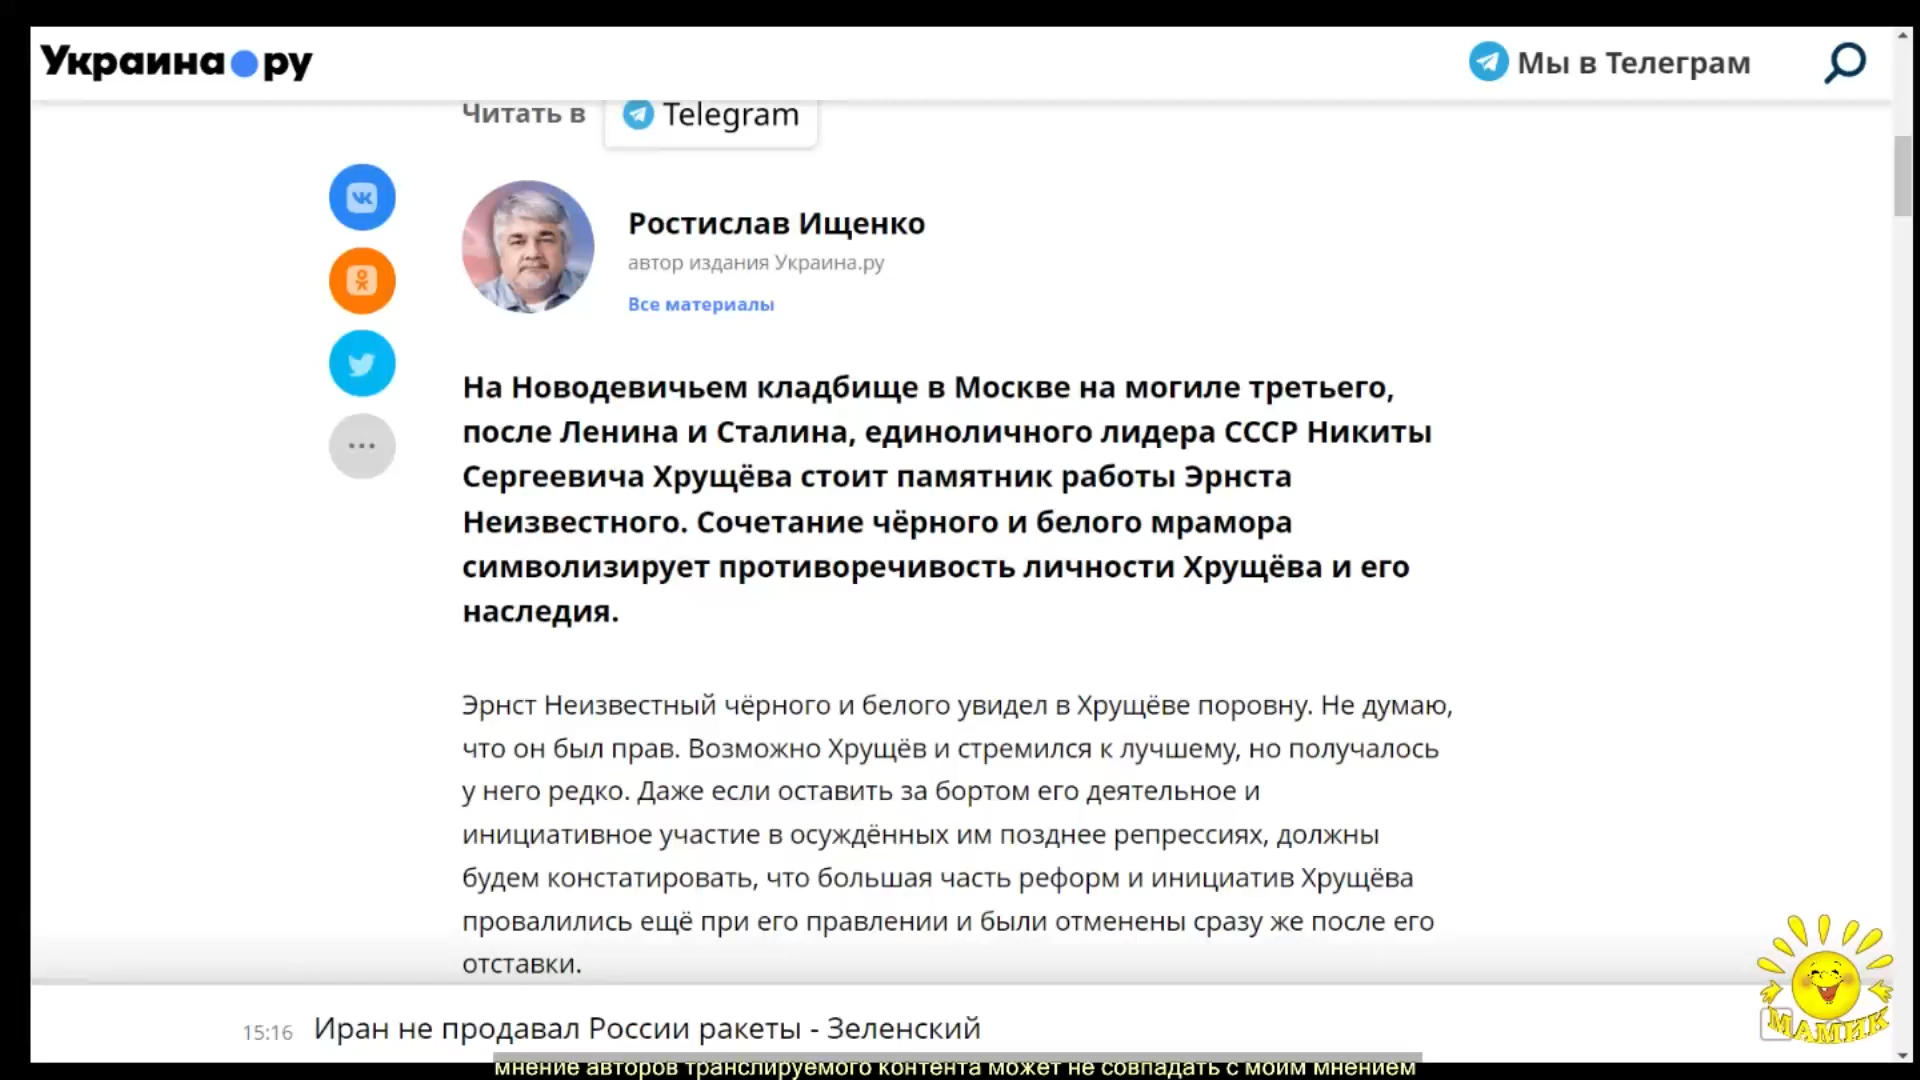 Украина ру
Мы в Телеграм
Читать в
Telegram
Ростислав Ищенко
автор издания Украина.ру
Все материалы
На Новодевичьем кладбище в Москве на могиле третьего,
после Ленина и Сталина, единоличного лидера СССР Никиты
Сергеевича Хрущёва стоит памятник работы Эрнста
Неизвестного. Сочетание чёрного и белого мрамора
символизирует противоречивость личности Хрущёва и его
наследия.
Эрнст Неизвестный чёрного и белого увидел в Хрущёве поровну. Не думаю,
что он был прав. Возможно Хрущёв и стремился к лучшему, но получалось
у него редко. Даже если оставить за бортом его деятельное и
инициативное участие в осуждённых им позднее репрессиях, должны
будем констатировать, что большая часть реформ и инициатив Хрущёва
провалились ещё при его правлении и были отменены сразу же после его
отставки.
15:16 Иран не продавал России ракеты - Зеленский
МАМИК
мнение авторов транслируемого контента может не совпадать с моим мнением